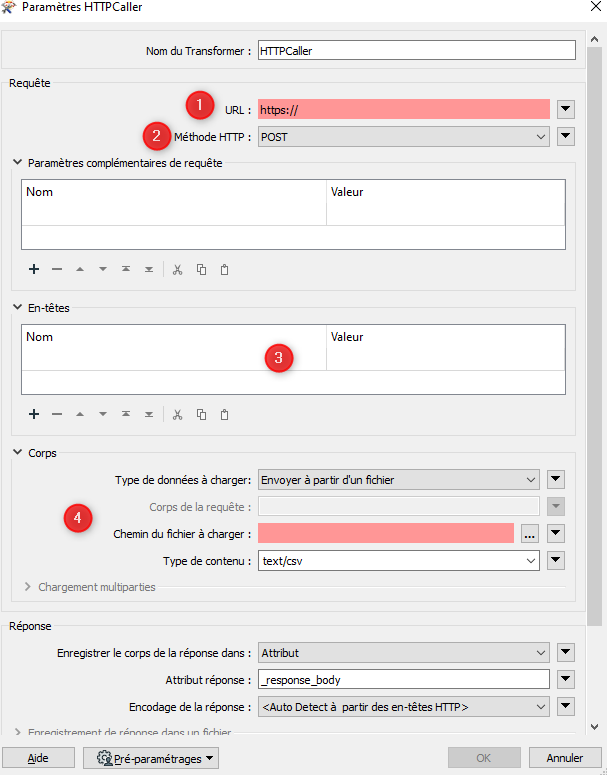 Paramètres HTTPCaller
Nom du Transformer : HTTPCaller
Requête
1 URL : https://
2 Méthode HTTP : POST
Paramètres complémentaires de requête
Nom Valeur
En-têtes
Nom Valeur
3
Corps
Type de données à charger: Envoyer à partir d'un fichier
Corps de la requête :
4 Chemin du fichier à charger : ...
Type de contenu : text/csv
Chargement multiparties
Réponse
Enregistrer le corps de la réponse dans : Attribut
Attribut réponse : _response_body
Encodage de la réponse : <Auto Detect à partir des en-têtes HTTP>
Enregistrement de réponse dans un fichier
Aide Pré-paramétrages OK Annuler